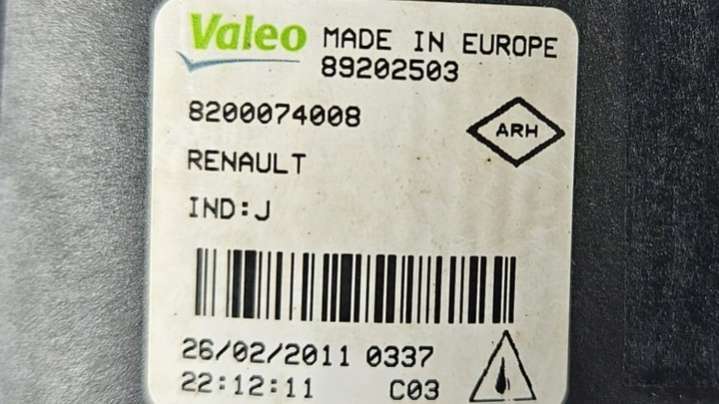 Valeo MADE IN EUROPE
89202503
8200074008
ARH
RENAULT
IND:J
26/02/2011 0337
22:12:11 C03